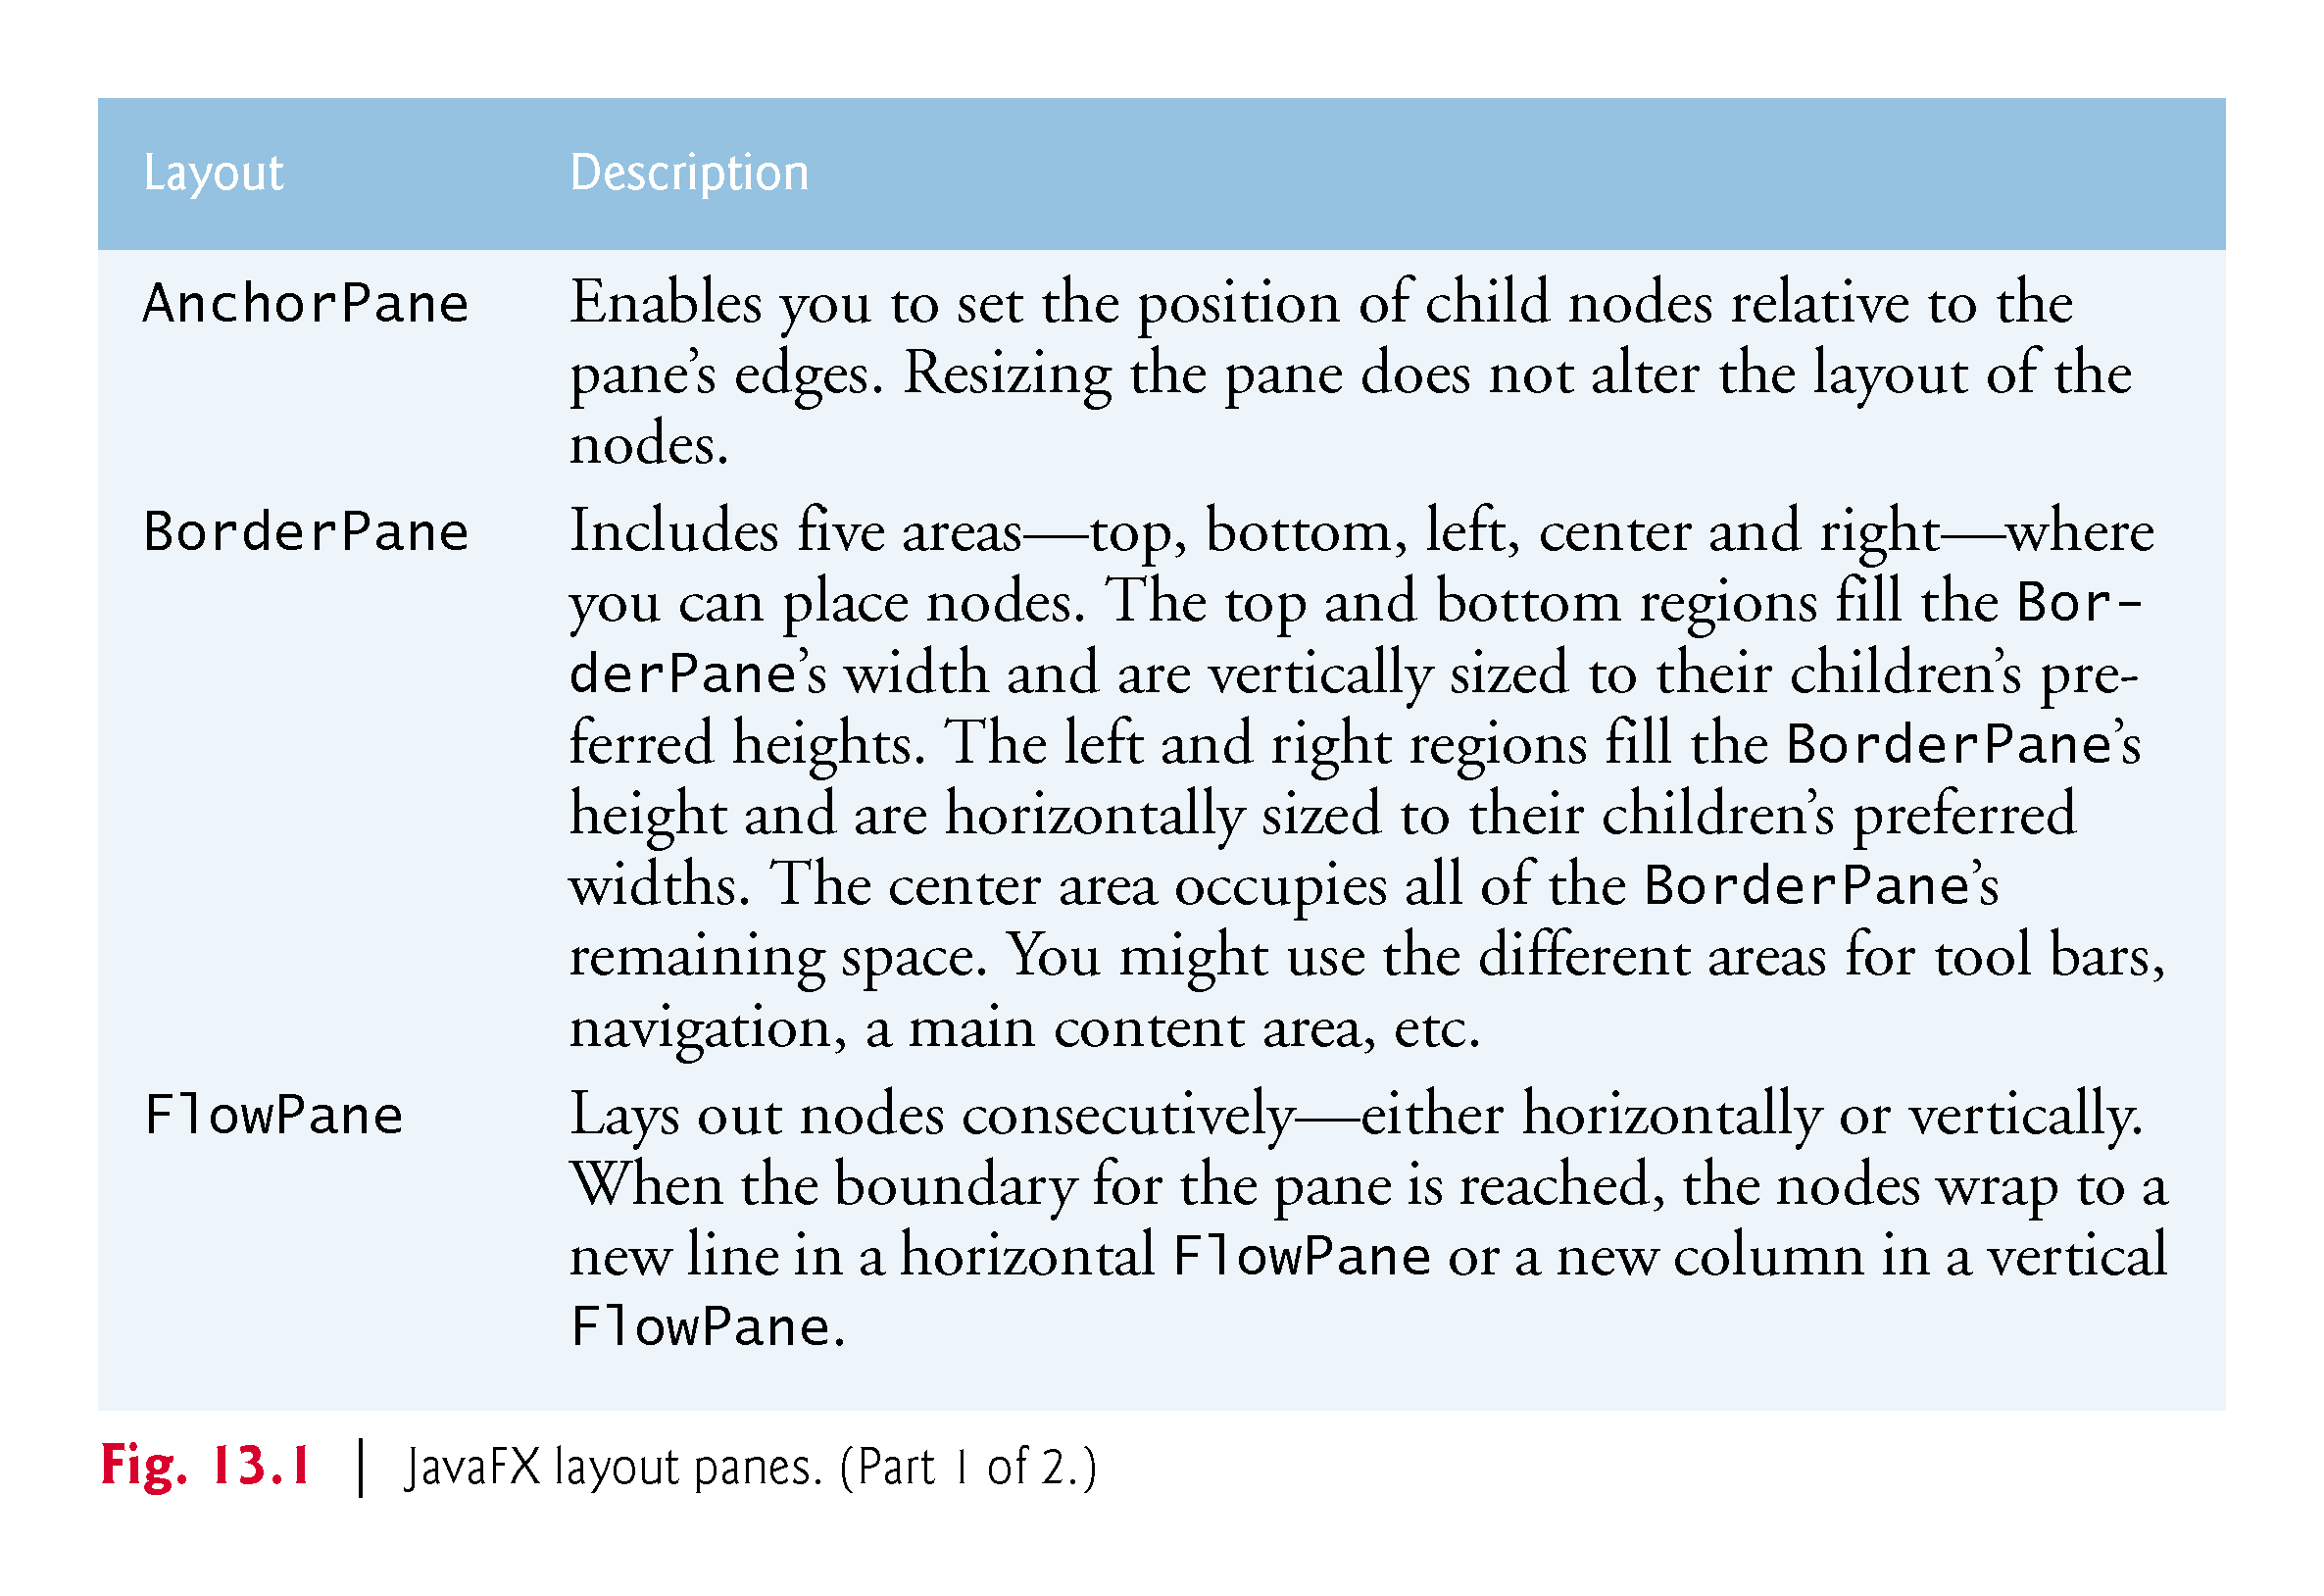 Layout Description
AnchorPane Enables you to set the position of child nodes relative to the
pane’s edges. Resizing the pane does not alter the layout of the
nodes.
BorderPane Includes five areas—top, bottom, left, center and right—where
you can place nodes. The top and bottom regions fill the Bor-
derPane’s width and are vertically sized to their children’s pre-
ferred heights. The left and right regions fill the BorderPane’s
height and are horizontally sized to their children’s preferred
widths. The center area occupies all of the BorderPane’s
remaining space. You might use the different areas for tool bars,
navigation, a main content area, etc.
FlowPane Lays out nodes consecutively—either horizontally or vertically.
When the boundary for the pane is reached, the nodes wrap to a
new line in a horizontal FlowPane or a new column in a vertical
FlowPane.
Fig. 13.1 | JavaFX layout panes. (Part 1 of 2.)